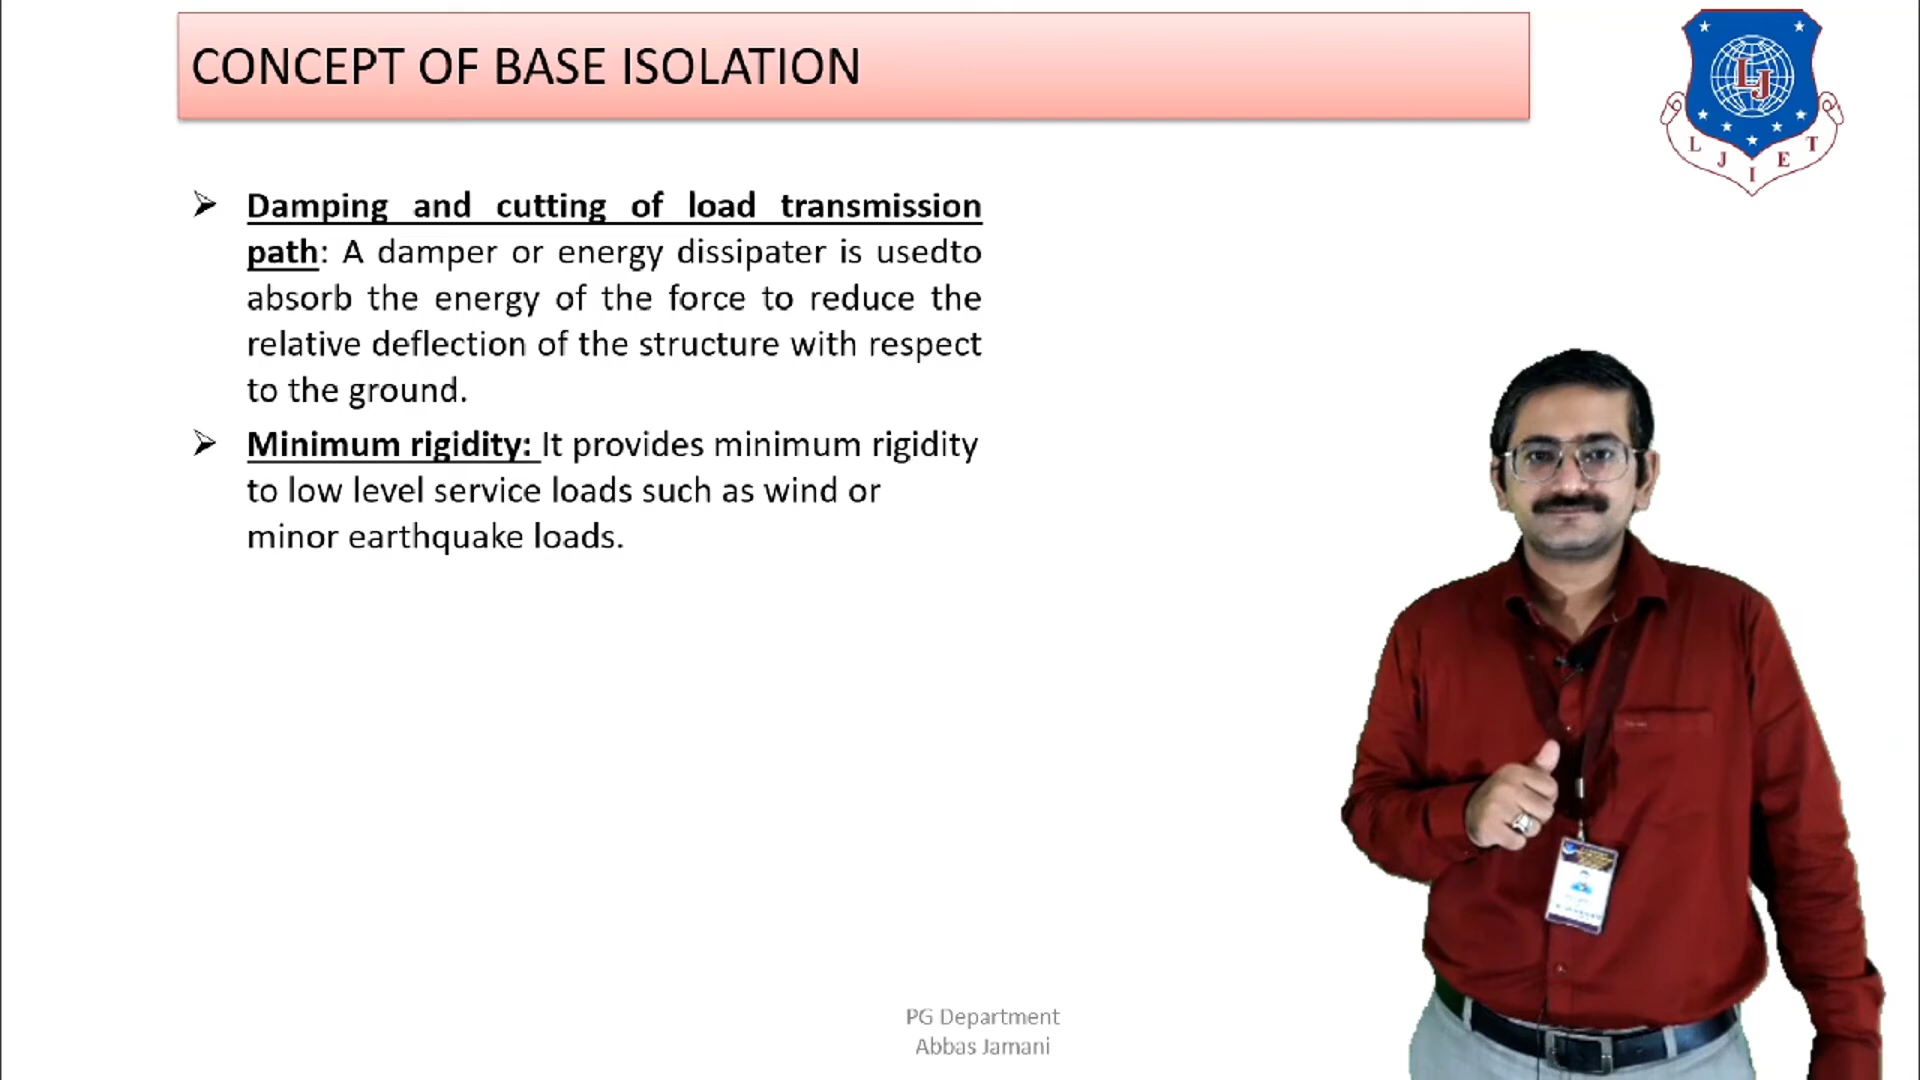 CONCEPT OF BASE ISOLATION
LJ
L J I E T
Damping and cutting of load transmission
path: A damper or energy dissipater is usedto
absorb the energy of the force to reduce the
relative deflection of the structure with respect
to the ground.
Minimum rigidity: It provides minimum rigidity
to low level service loads such as wind or
minor earthquake loads.
PG Department
Abbas Jamani